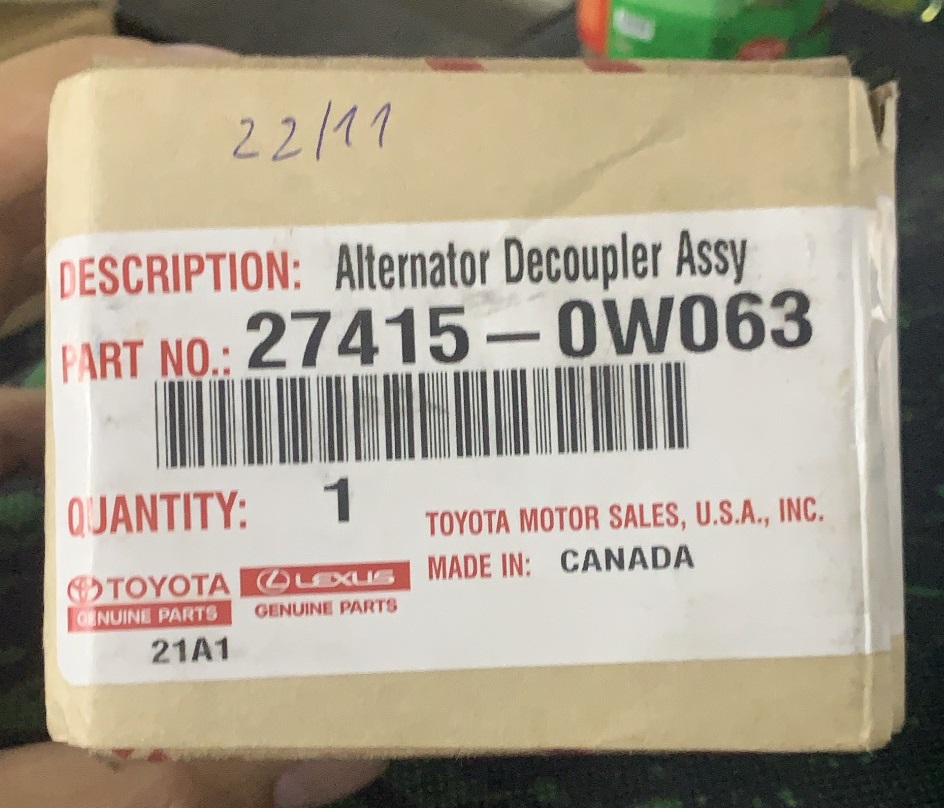 22/11
DESCRIPTION: Alternator Decoupler Assy
PART NO.: 27415-0W063
QUANTITY: 1
TOYOTA MOTOR SALES, U.S.A., INC.
MADE IN: CANADA
TOYOTA
GENUINE PARTS
LEXUS
GENUINE PARTS
21A1